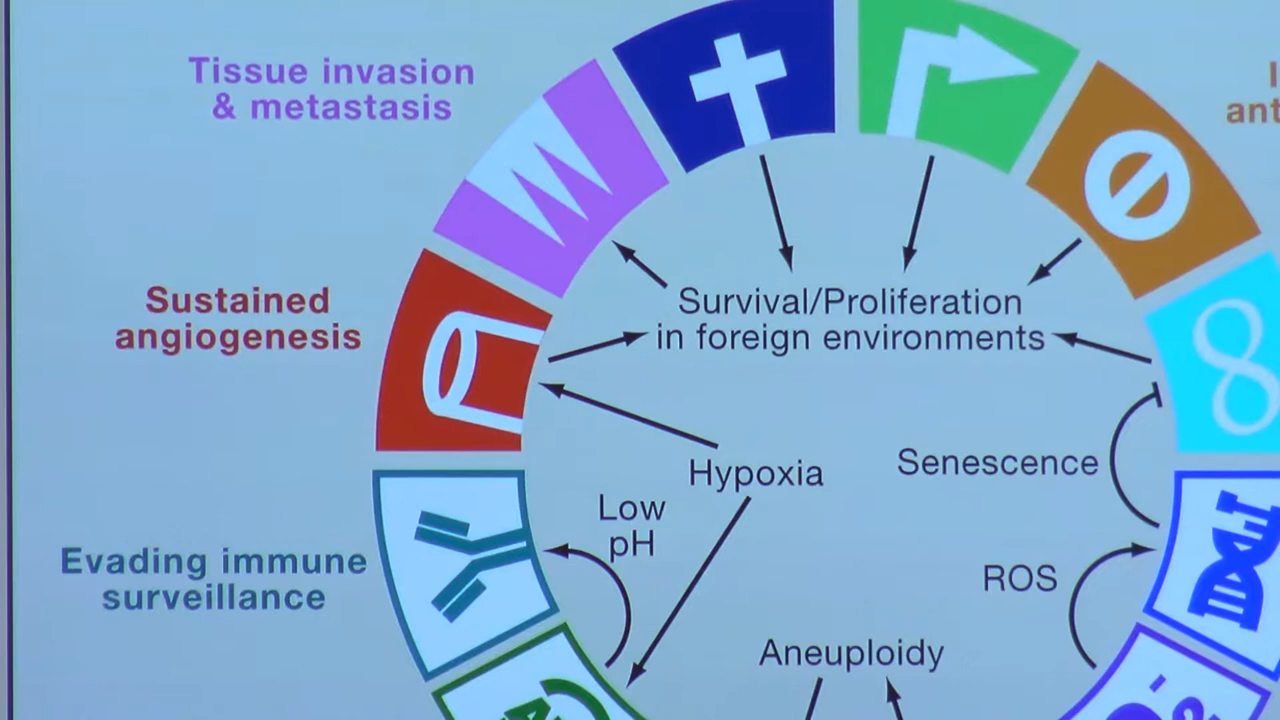 Tissue invasion
& metastasis
Sustained
angiogenesis
Evading immune
surveillance
Survival/Proliferation
in foreign environments
Hypoxia
Low
pH
Senescence
ROS
Aneuploidy